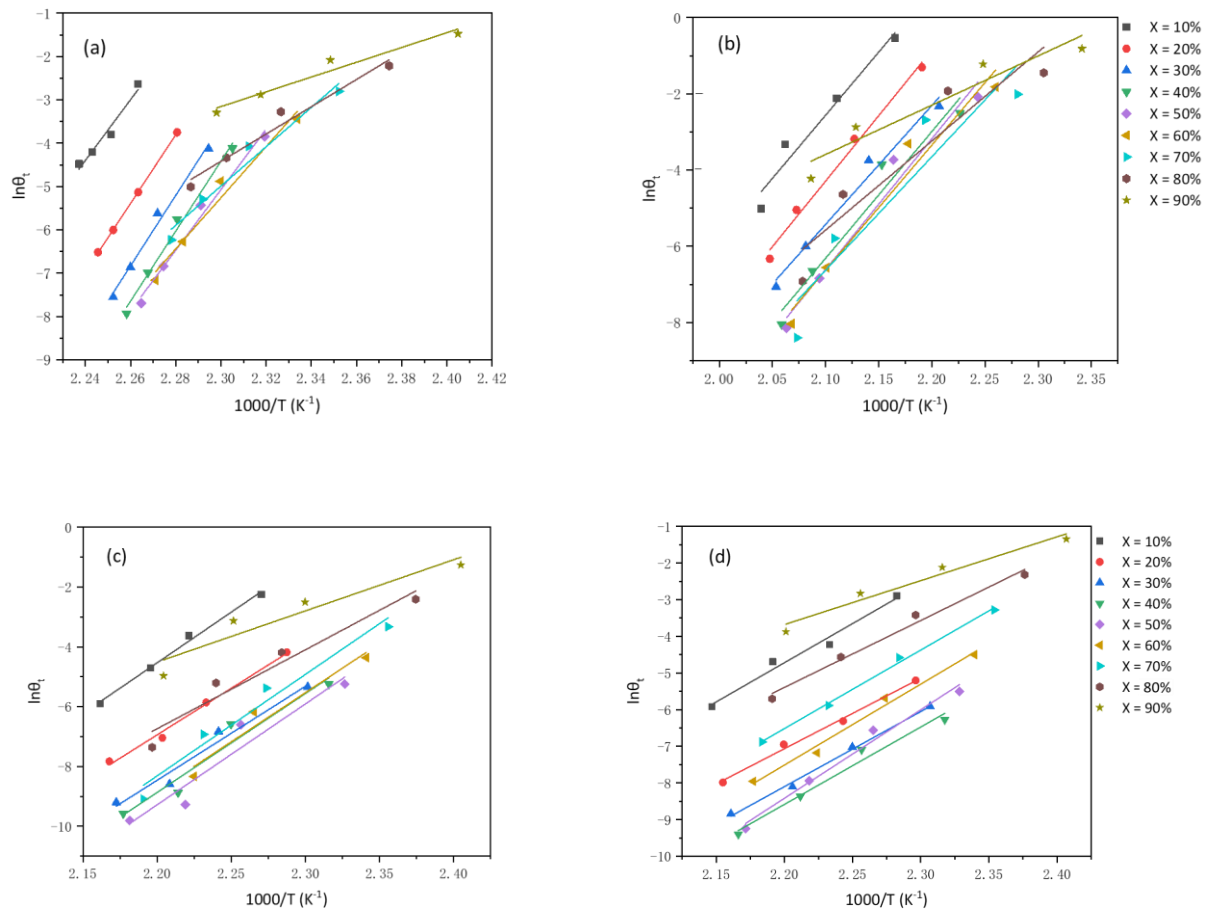 (a)
-1
-2
-3
-4
-5
-6
-7
-8
-9
lnθt
2.24 2.26 2.28 2.30 2.32 2.34 2.36 2.38 2.40 2.42
1000/T (K-1)
(b)
0
-2
-4
-6
-8
lnθt
2.00 2.05 2.10 2.15 2.20 2.25 2.30 2.35
1000/T (K-1)
X = 10%
X = 20%
X = 30%
X = 40%
X = 50%
X = 60%
X = 70%
X = 80%
X = 90%
(c)
0
-2
-4
-6
-8
-10
lnθt
2.15 2.20 2.25 2.30 2.35 2.40
1000/T (K-1)
(d)
-1
-2
-3
-4
-5
-6
-7
-8
-9
-10
lnθt
2.15 2.20 2.25 2.30 2.35 2.40
1000/T (K-1)
X = 10%
X = 20%
X = 30%
X = 40%
X = 50%
X = 60%
X = 70%
X = 80%
X = 90%